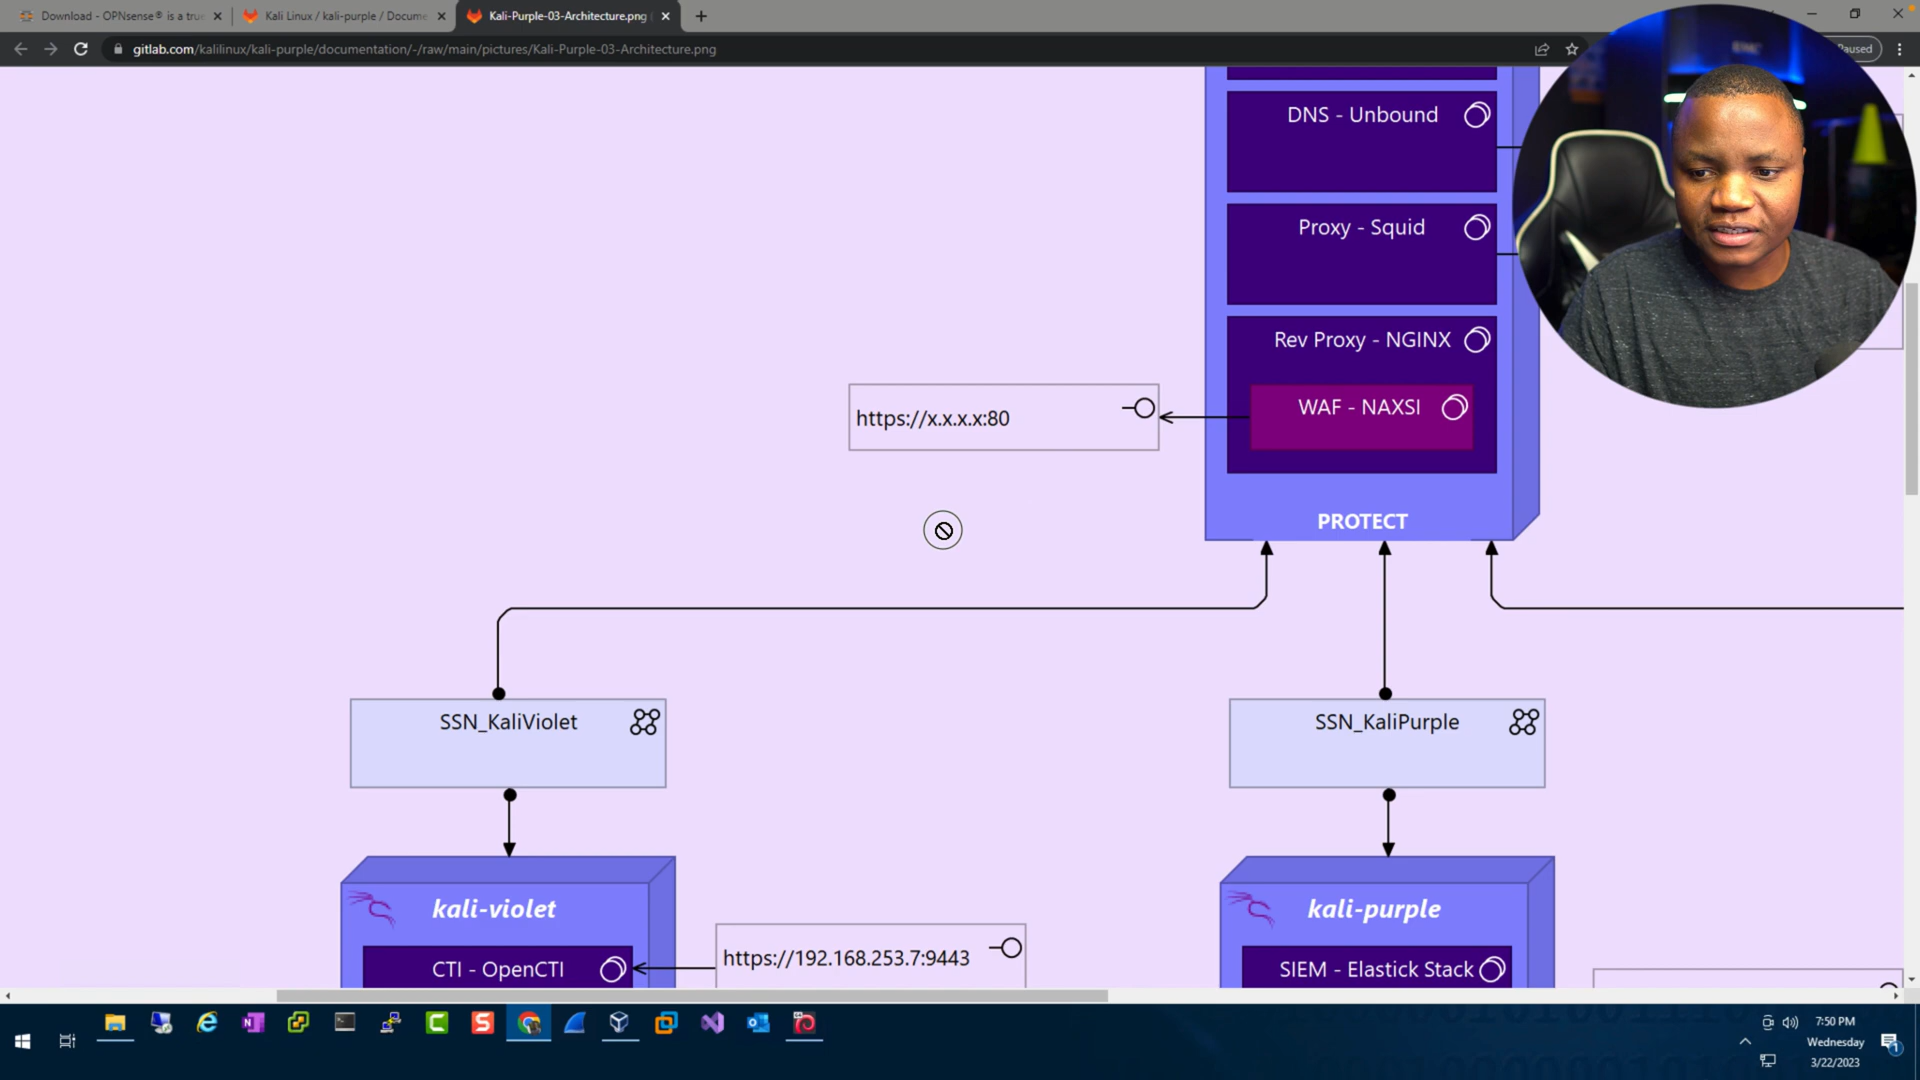 Download - OPNsense® is a tru
Kali Linux / kali-purple / Docume
Kali-Purple-03-Architecture.png
gitlab.com/kalilinux/kali-purple/documentation/-/raw/main/pictures/Kali-Purple-03-Architecture.png
Paused
DNS - Unbound
Proxy - Squid
Rev Proxy - NGINX
https://x.x.x.x:80
WAF - NAXSI
PROTECT
SSN_KaliViolet
SSN_KaliPurple
kali-violet
kali-purple
https://192.168.253.7:9443
CTI - OpenCTI
SIEM - Elastick Stack
7:50 PM
Wednesday
3/22/2023
1